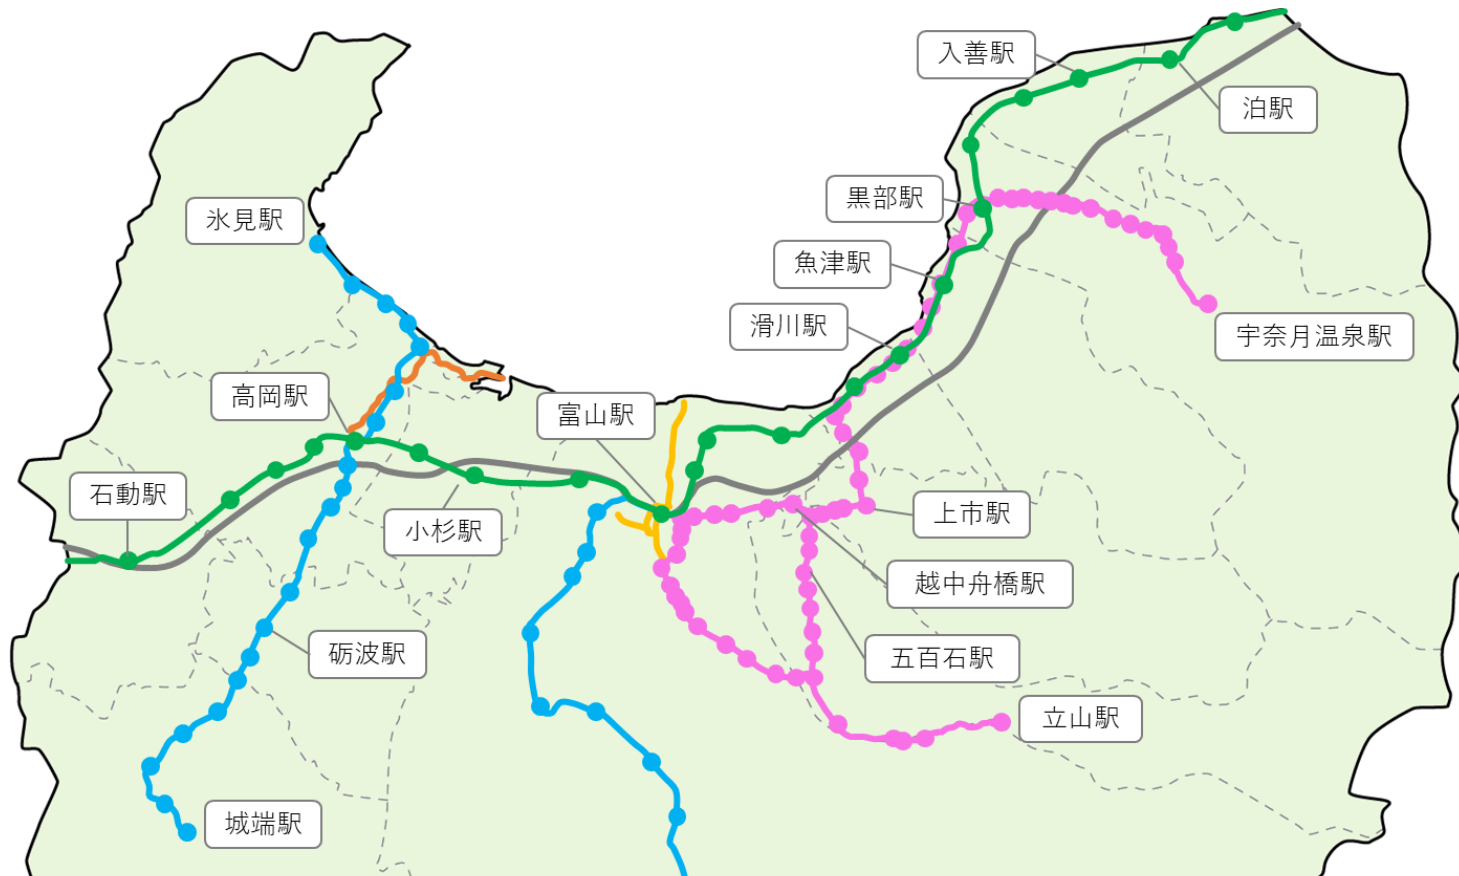 入善駅
泊駅
黒部駅
氷見駅
魚津駅
滑川駅
宇奈月温泉駅
高岡駅
富山駅
石動駅
小杉駅
上市駅
越中舟橋駅
砺波駅
五百石駅
立山駅
城端駅